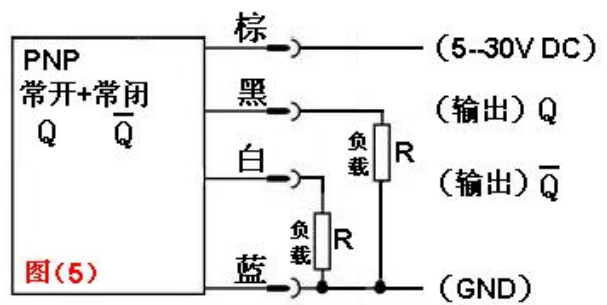 棕
(5--30V DC)
PNP
常开+常闭
Q Q̅
黑
(输出) Q
负载 R
白
(输出) Q̅
负载 R
图(5)
蓝
(GND)